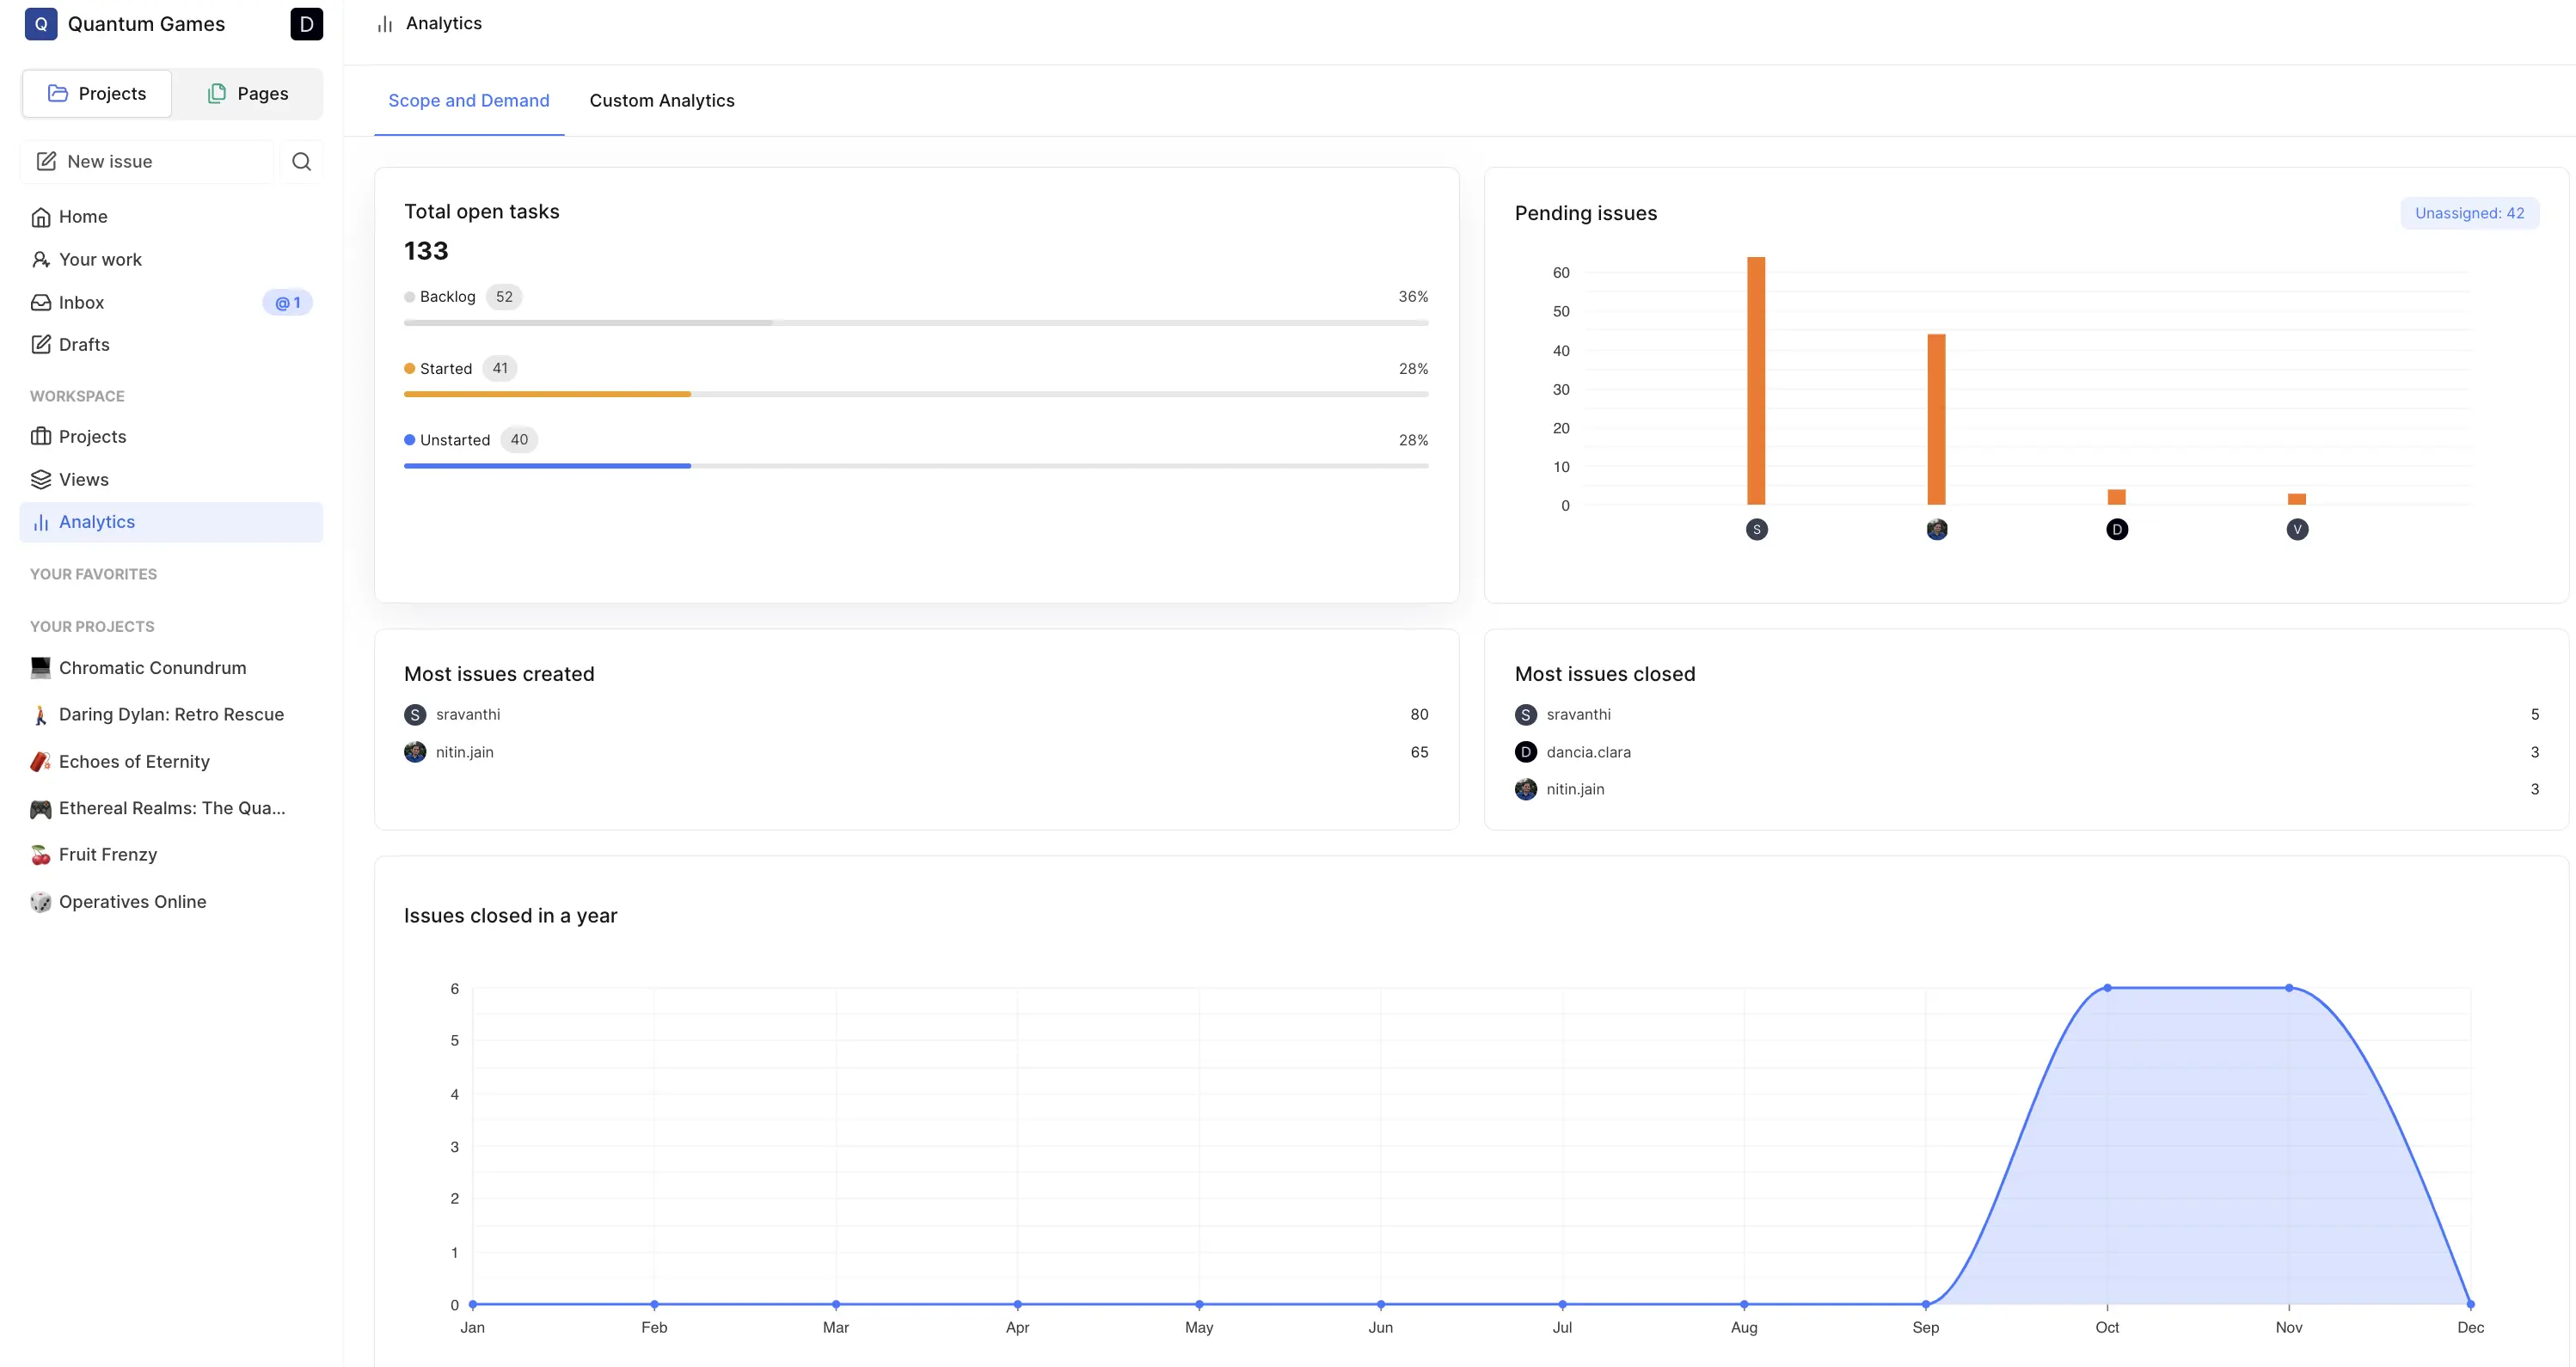 Q Quantum Games D
Projects
Pages
New issue
Home
Your work
Inbox @ 1
Drafts
WORKSPACE
Projects
Views
Analytics
YOUR FAVORITES
YOUR PROJECTS
Chromatic Conundrum
Daring Dylan: Retro Rescue
Echoes of Eternity
Ethereal Realms: The Qua...
Fruit Frenzy
Operatives Online
Analytics
Scope and Demand
Custom Analytics
Total open tasks
133
Backlog 52 36%
Started 41 28%
Unstarted 40 28%
Pending issues
Unassigned: 42
60
50
40
30
20
10
0
S D V
Most issues created
S sravanthi 80
nitin.jain 65
Most issues closed
S sravanthi 5
D dancia.clara 3
nitin.jain 3
Issues closed in a year
6
5
4
3
2
1
0
Jan Feb Mar Apr May Jun Jul Aug Sep Oct Nov Dec